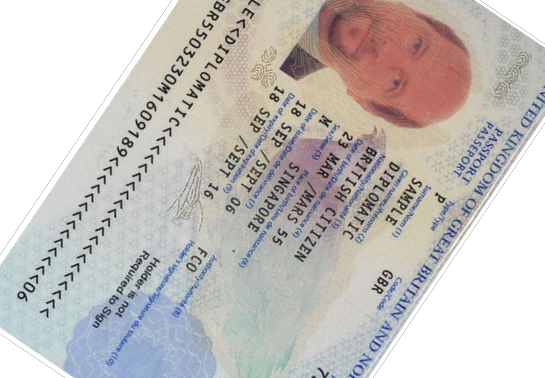 UNITED KINGDOM OF GREAT BRITAIN AND NO
PASSPORT
PASSPORT
Type/Type
P
Code/Code
GBR
7
Surname/Nom (1)
SAMPLE
Given names/Prénoms (2)
DIPLOMATIC
Nationality/Nationalité (3)
BRITISH CITIZEN
Date of birth/Date de naissance (4)
23 MAR /MARS 55
Sex/Sexe (5)
M
Place of birth/Lieu de naissance (6)
SINGAPORE
Date of issue/Date de délivrance (7)
18 SEP /SEPT 06
Authority/Autorité (8)
FCO
Date of expiry/Date d'expiration (9)
18 SEP /SEPT 16
Holder's signature/Signature du titulaire (10)
Holder is not
Required to Sign
LE<<DIPLOMATIC<<<<<<<<<<<<<<<
GBR5503230M1609189<<<<<<<<<<<<<<06